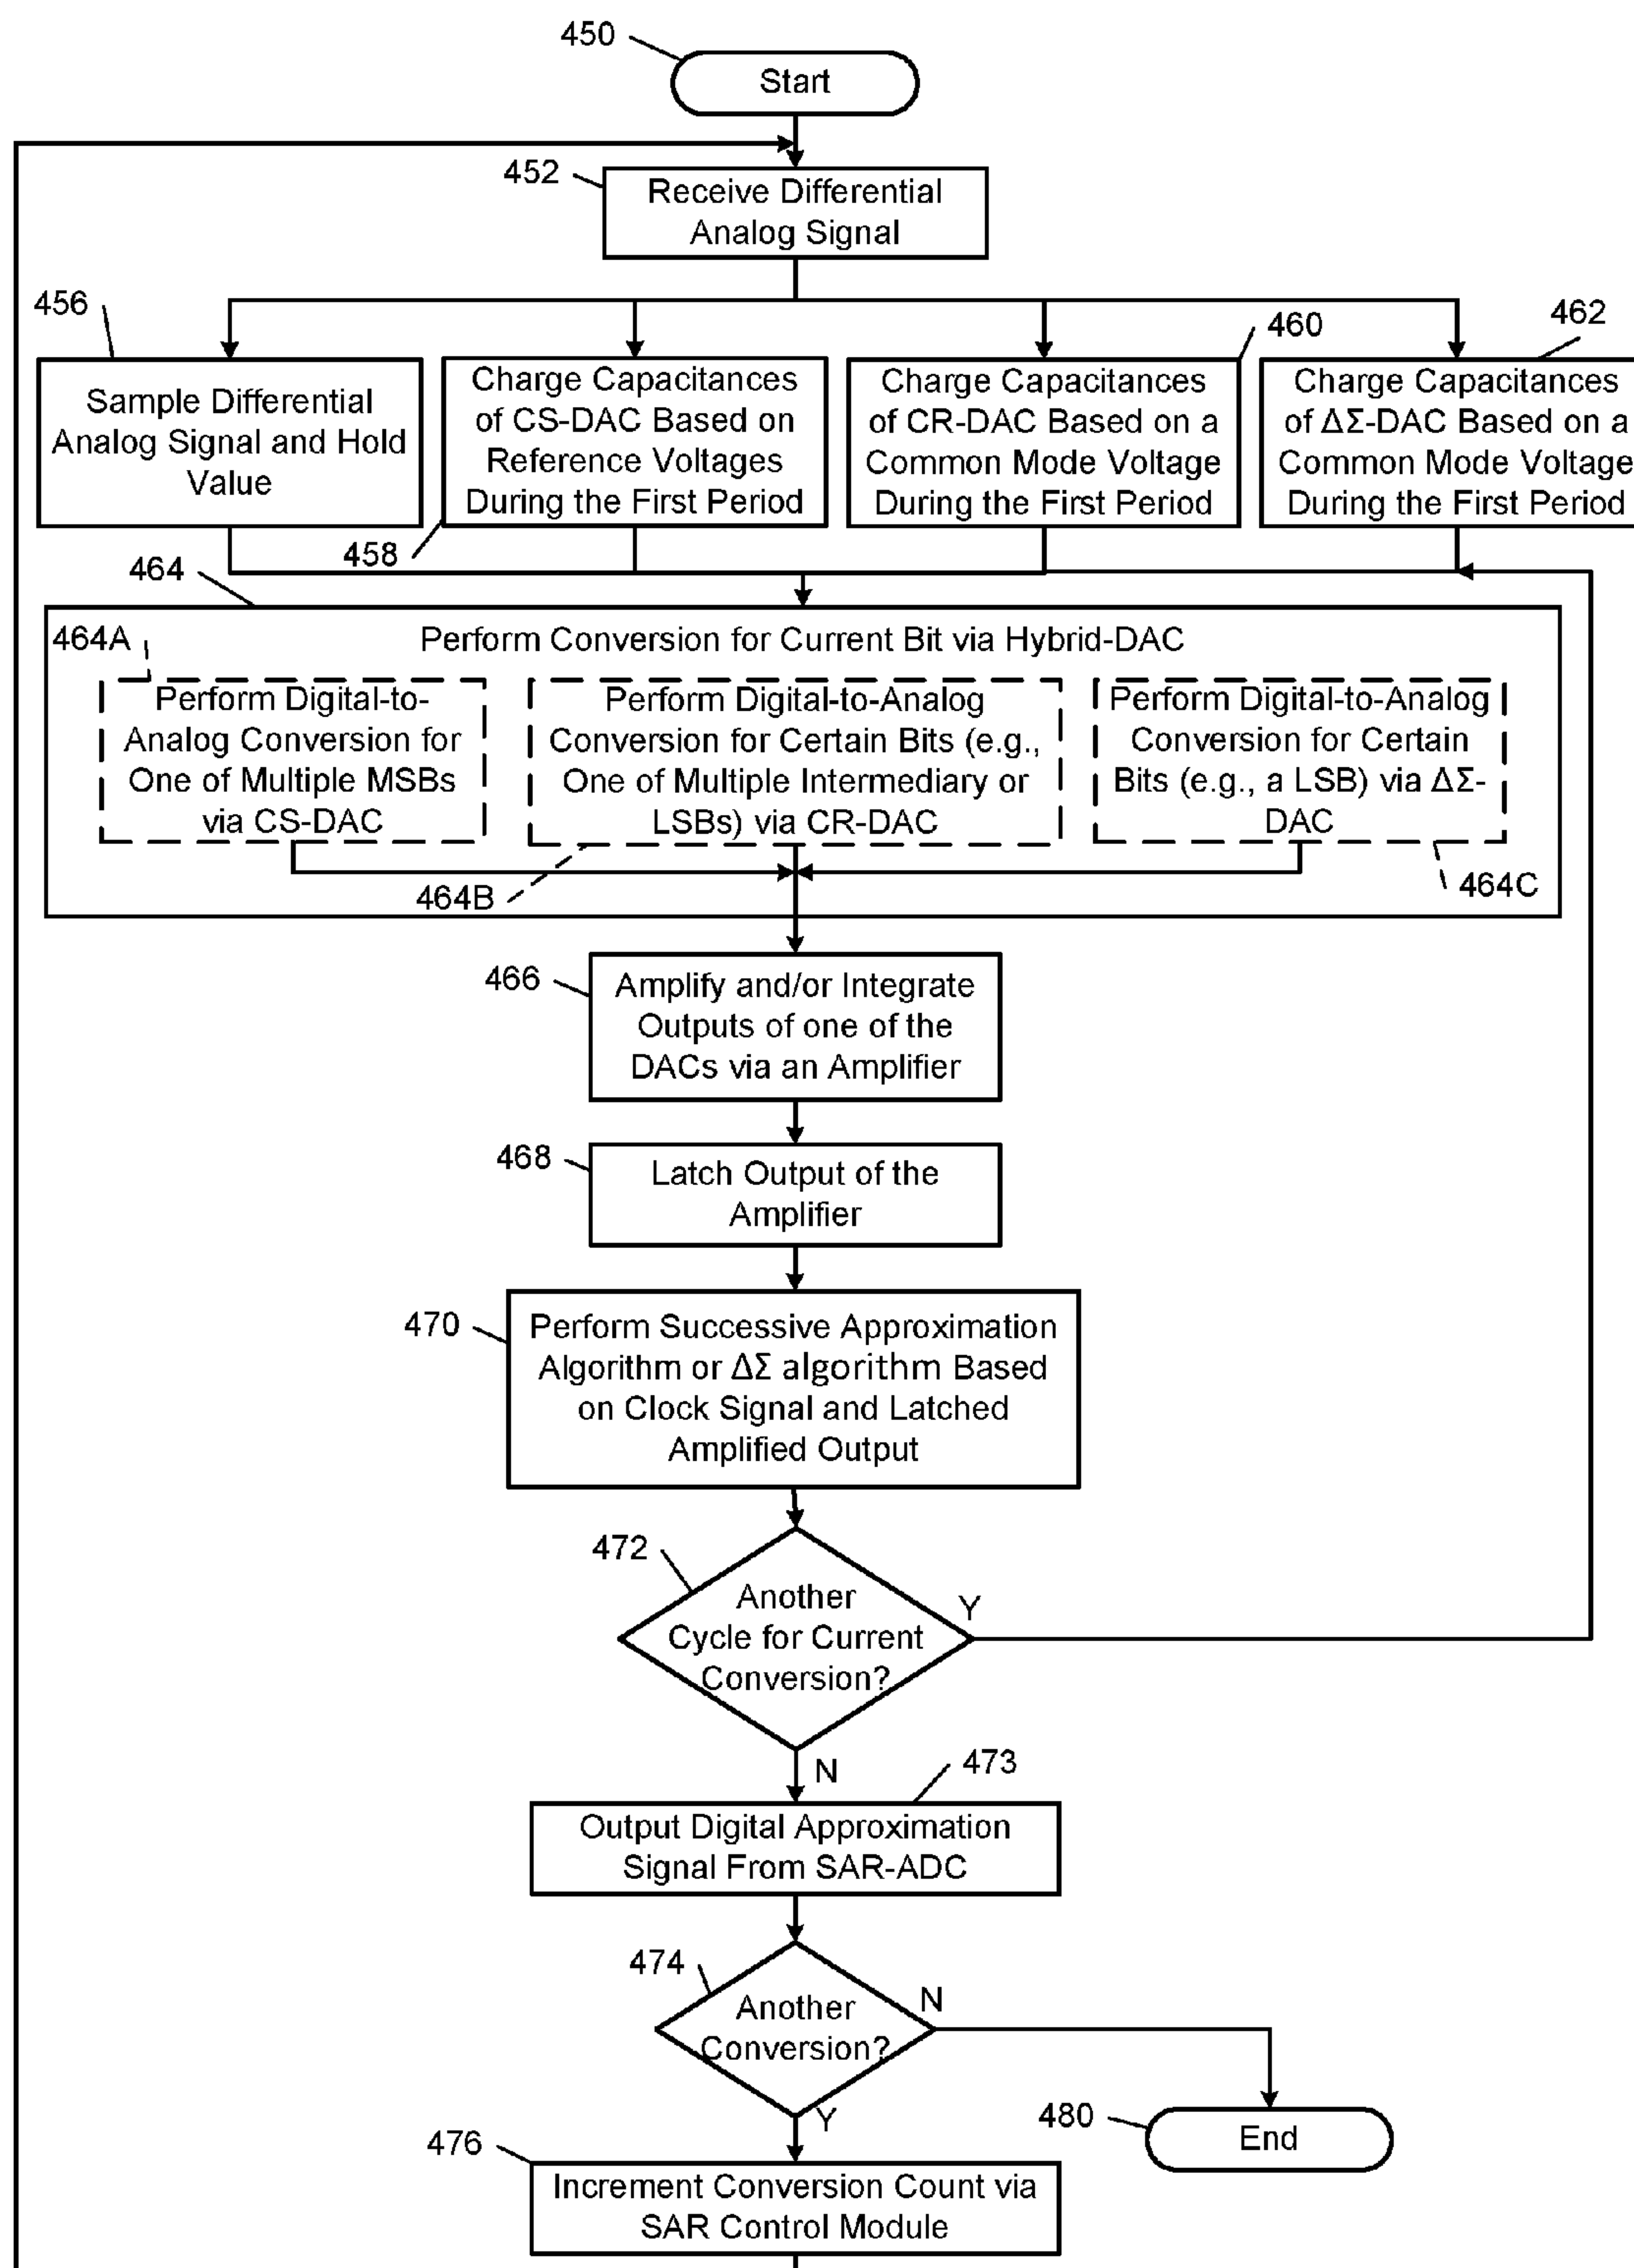 450
Start
452
Receive Differential
Analog Signal
456
460
462
Sample Differential
Analog Signal and Hold
Value
Charge Capacitances
of CS-DAC Based on
Reference Voltages
During the First Period
Charge Capacitances
of CR-DAC Based on a
Common Mode Voltage
During the First Period
Charge Capacitances
of ΔΣ-DAC Based on a
Common Mode Voltage
During the First Period
458
464
464A
Perform Conversion for Current Bit via Hybrid-DAC
Perform Digital-to-
Analog Conversion for
One of Multiple MSBs
via CS-DAC
Perform Digital-to-Analog
Conversion for Certain Bits (e.g.,
One of Multiple Intermediary or
LSBs) via CR-DAC
Perform Digital-to-Analog
Conversion for Certain
Bits (e.g., a LSB) via ΔΣ-
DAC
464B
464C
466
Amplify and/or Integrate
Outputs of one of the
DACs via an Amplifier
468
Latch Output of the
Amplifier
470
Perform Successive Approximation
Algorithm or ΔΣ algorithm Based
on Clock Signal and Latched
Amplified Output
472
Another
Cycle for Current
Conversion?
Y
N
473
Output Digital Approximation
Signal From SAR-ADC
474
Another
Conversion?
N
Y
480
End
476
Increment Conversion Count via
SAR Control Module